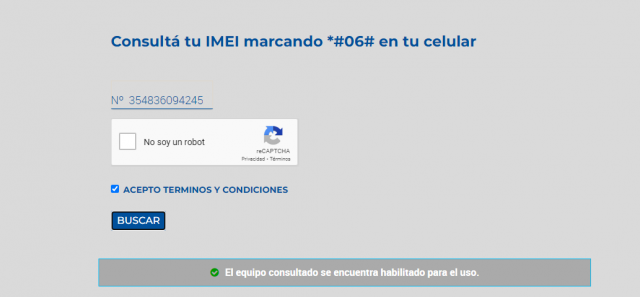 Consultá tu IMEI marcando *#06# en tu celular
Nº 354836094245
No soy un robot
reCAPTCHA
Privacidad - Términos
ACEPTO TERMINOS Y CONDICIONES
BUSCAR
El equipo consultado se encuentra habilitado para el uso.